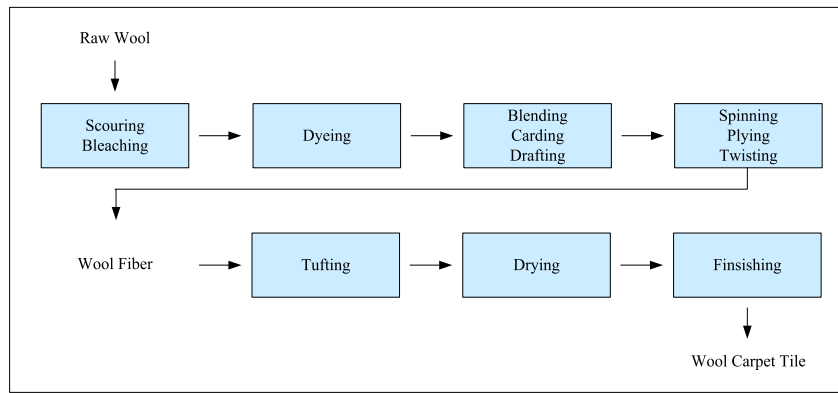 Raw Wool
Scouring
Bleaching
Dyeing
Blending
Carding
Drafting
Spinning
Plying
Twisting
Wool Fiber
Tufting
Drying
Finsishing
Wool Carpet Tile